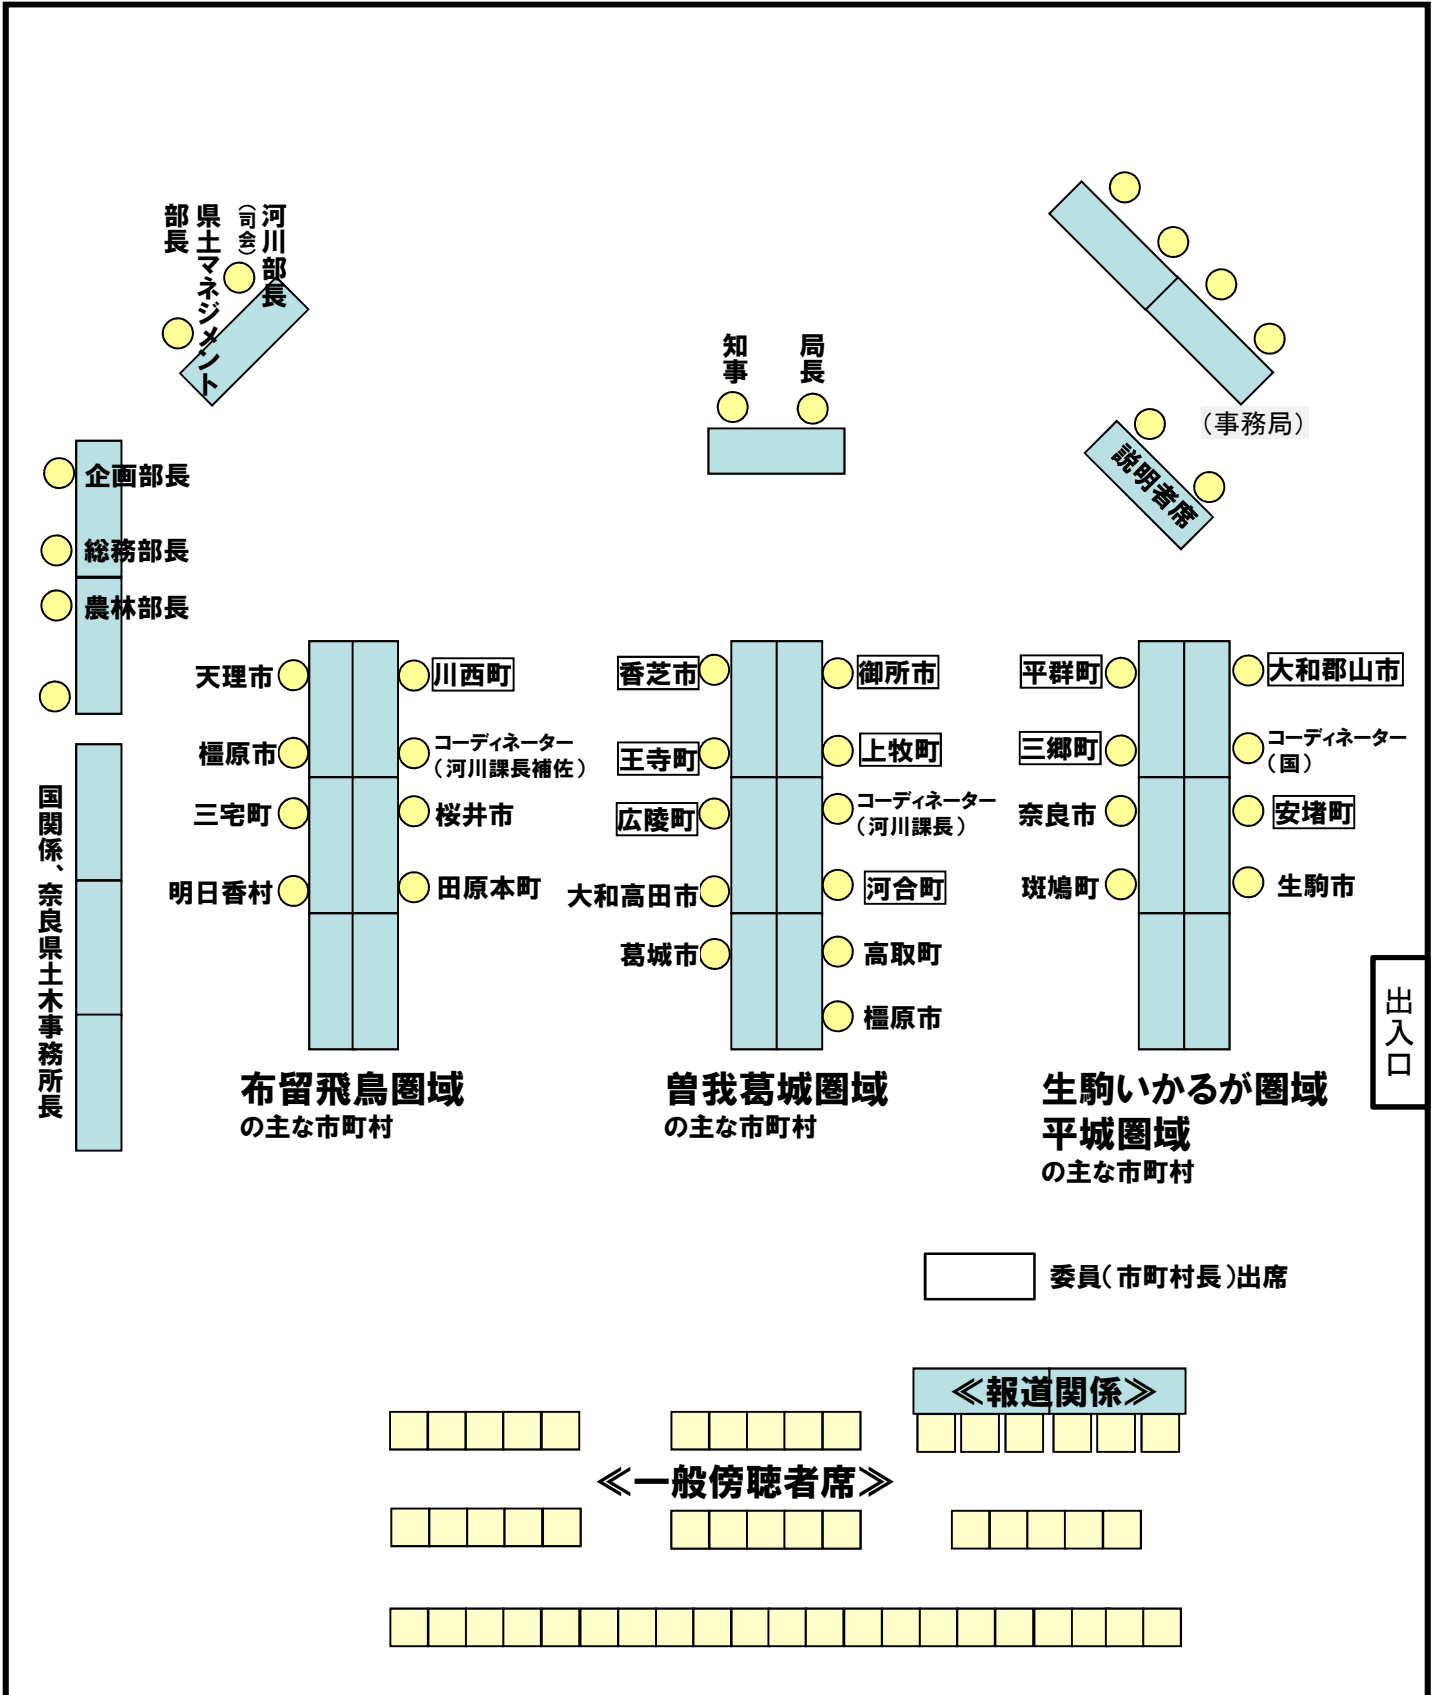 河川部長
（司会）
県土マネジメント
部長
知事
局長
（事務局）
説明者席
企画部長
総務部長
農林部長
国関係、奈良県土木事務所長
天理市
橿原市
三宅町
明日香村
川西町
コーディネーター
（河川課長補佐）
桜井市
田原本町
布留飛鳥圏域
の主な市町村
香芝市
王寺町
広陵町
大和高田市
葛城市
御所市
上牧町
コーディネーター
（河川課長）
河合町
高取町
橿原市
曽我葛城圏域
の主な市町村
平群町
三郷町
奈良市
斑鳩町
大和郡山市
コーディネーター
（国）
安堵町
生駒市
生駒いかるが圏域
平城圏域
の主な市町村
出入口
委員（市町村長）出席
≪報道関係≫
≪一般傍聴者席≫